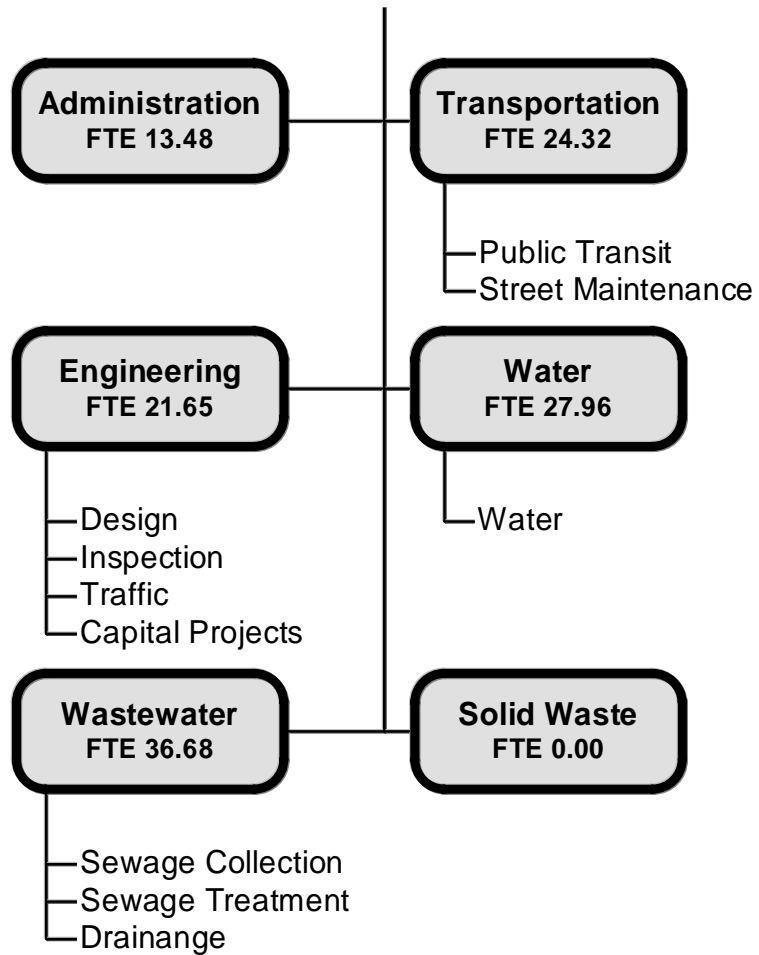 Administration
FTE 13.48
Transportation
FTE 24.32
Public Transit
Street Maintenance
Engineering
FTE 21.65
Water
FTE 27.96
Design
Inspection
Traffic
Capital Projects
Water
Wastewater
FTE 36.68
Solid Waste
FTE 0.00
Sewage Collection
Sewage Treatment
Drainange